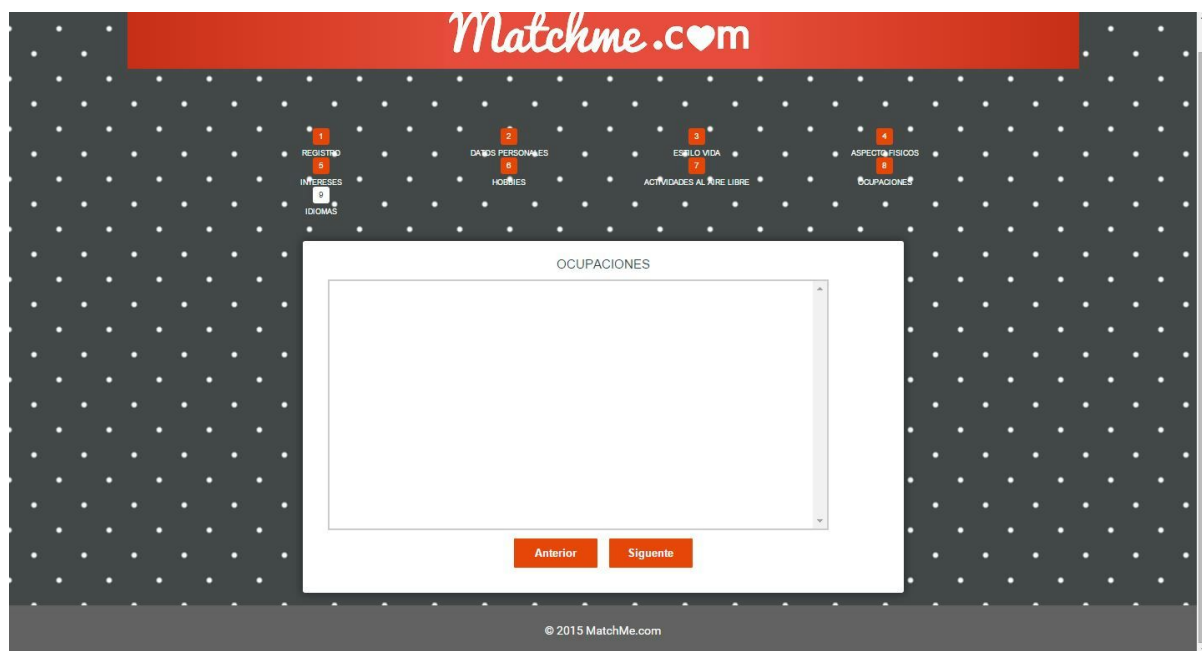 Matchme.c♥m
1 2 3 4
REGISTRO DATOS PERSONALES ESTILO VIDA ASPECTO FISICOS
5 6 7 8
INTERESES HOBBIES ACTIVIDADES AL AIRE LIBRE OCUPACIONES
9
IDIOMAS
OCUPACIONES
Anterior Siguente
© 2015 MatchMe.com